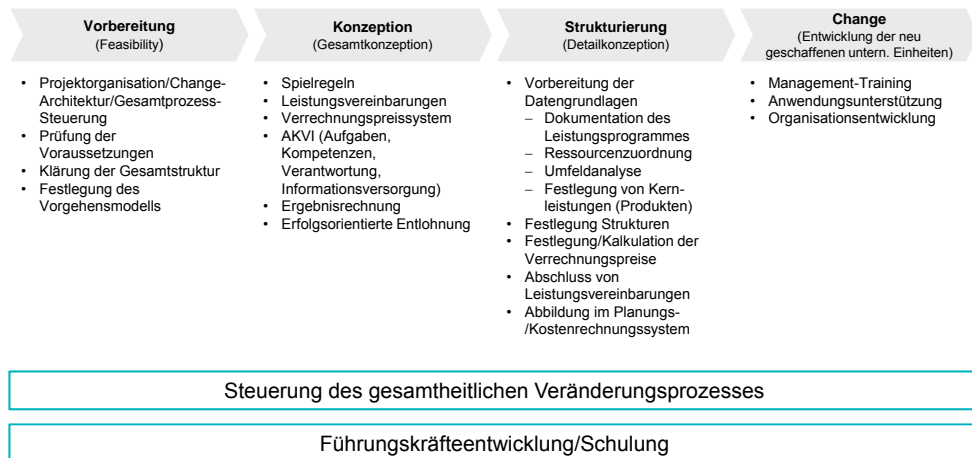 Vorbereitung
(Feasibility)
• Projektorganisation/Change-
Architektur/Gesamtprozess-
Steuerung
• Prüfung der
Voraussetzungen
• Klärung der Gesamtstruktur
• Festlegung des
Vorgehensmodells
Konzeption
(Gesamtkonzeption)
• Spielregeln
• Leistungsvereinbarungen
• Verrechnungspreissystem
• AKVI (Aufgaben,
Kompetenzen,
Verantwortung,
Informationsversorgung)
• Ergebnisrechnung
• Erfolgsorientierte Entlohnung
Strukturierung
(Detailkonzeption)
• Vorbereitung der
Datengrundlagen
– Dokumentation des
Leistungsprogrammes
– Ressourcenzuordnung
– Umfeldanalyse
– Festlegung von Kern-
leistungen (Produkten)
• Festlegung Strukturen
• Festlegung/Kalkulation der
Verrechnungspreise
• Abschluss von
Leistungsvereinbarungen
• Abbildung im Planungs-
/Kostenrechnungssystem
Change
(Entwicklung der neu
geschaffenen untern. Einheiten)
• Management-Training
• Anwendungsunterstützung
• Organisationsentwicklung
Steuerung des gesamtheitlichen Veränderungsprozesses
Führungskräfteentwicklung/Schulung